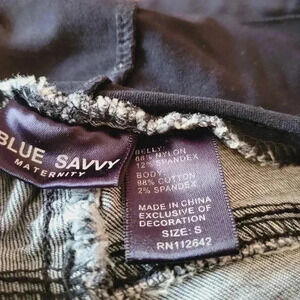 BLUE SAVVY
MATERNITY
BELLY:
88% NYLON
12% SPANDEX
BODY:
98% COTTON
2% SPANDEX
MADE IN CHINA
EXCLUSIVE OF
DECORATION
SIZE: S
RN112642